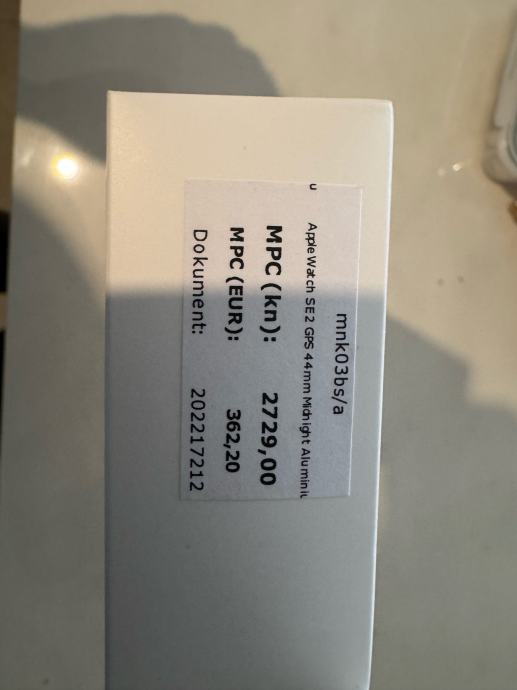 mnk03bs/a
Apple Watch SE2 GPS 44mm Midnight Aluminiu
u
MPC (kn): 2729,00
MPC (EUR): 362,20
Dokument: 202217212